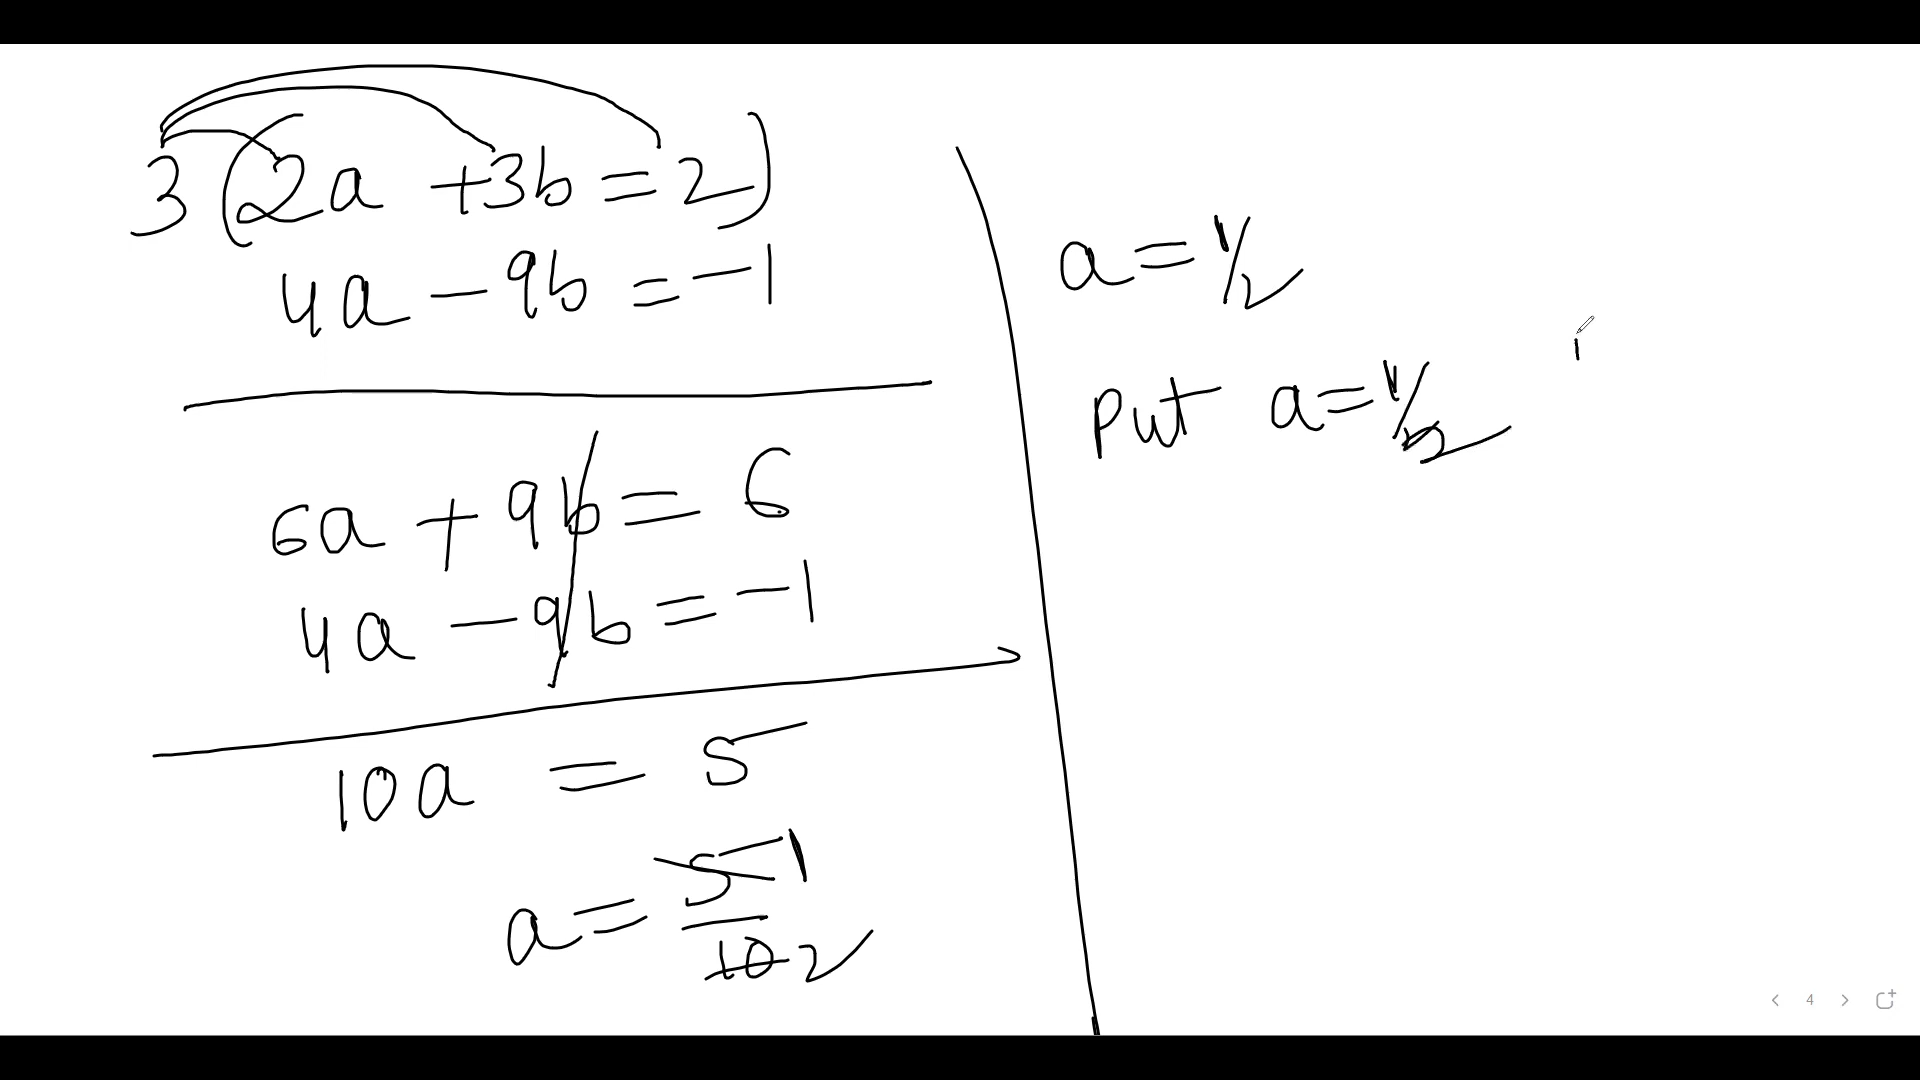 3(2a +3b=2)
4a-9b=-1
6a+9b=6
4a-9b=-1
10a = 5
a=5 1
10 2
a=1/2
Put a=1/2
4